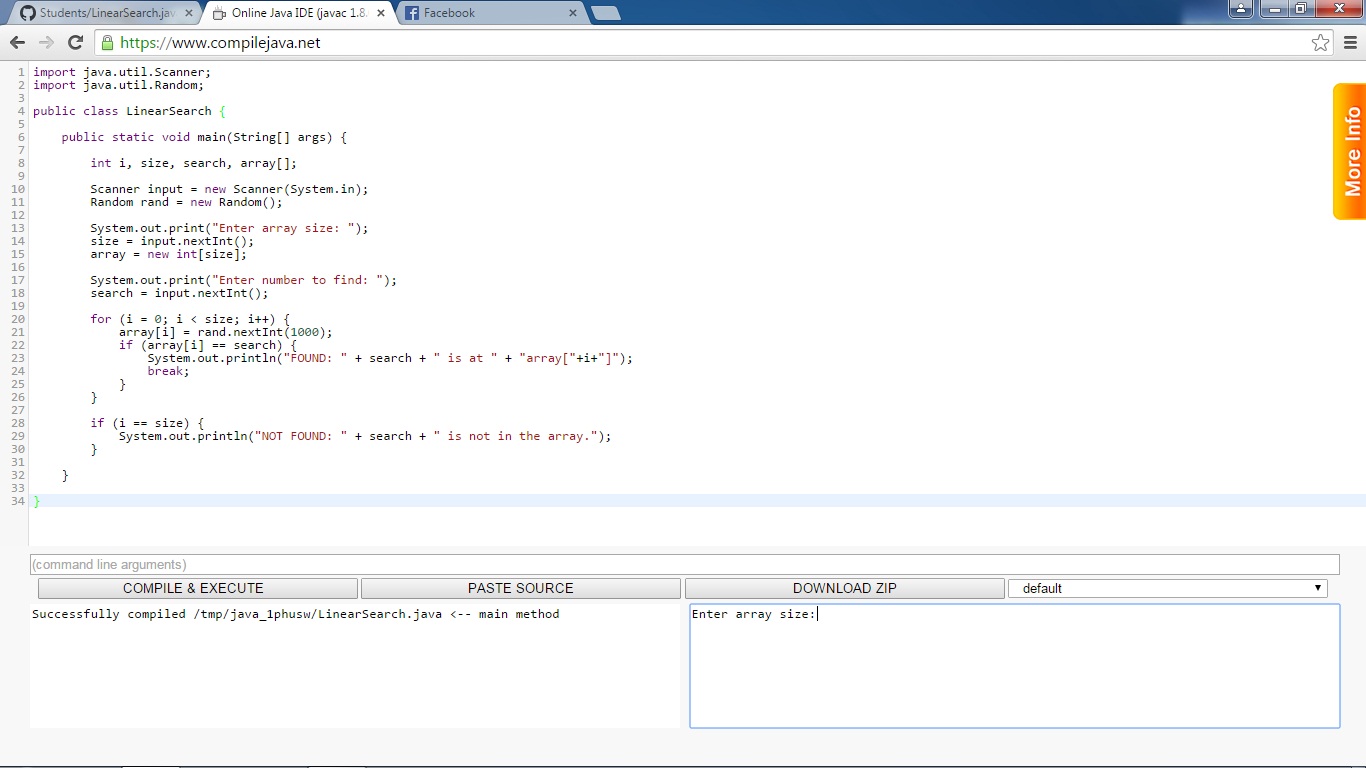 Students/LinearSearch.jav
Online Java IDE (javac 1.8.
Facebook
https://www.compilejava.net
1 import java.util.Scanner;
2 import java.util.Random;
3
4 public class LinearSearch {
5
6     public static void main(String[] args) {
7
8         int i, size, search, array[];
9
10         Scanner input = new Scanner(System.in);
11         Random rand = new Random();
12
13         System.out.print("Enter array size: ");
14         size = input.nextInt();
15         array = new int[size];
16
17         System.out.print("Enter number to find: ");
18         search = input.nextInt();
19
20         for (i = 0; i < size; i++) {
21             array[i] = rand.nextInt(1000);
22             if (array[i] == search) {
23                 System.out.println("FOUND: " + search + " is at " + "array["+i+"]");
24                 break;
25             }
26         }
27
28         if (i == size) {
29             System.out.println("NOT FOUND: " + search + " is not in the array.");
30         }
31
32     }
33
34 }
More Info
(command line arguments)
COMPILE & EXECUTE
PASTE SOURCE
DOWNLOAD ZIP
default
Successfully compiled /tmp/java_1phusw/LinearSearch.java <-- main method
Enter array size: